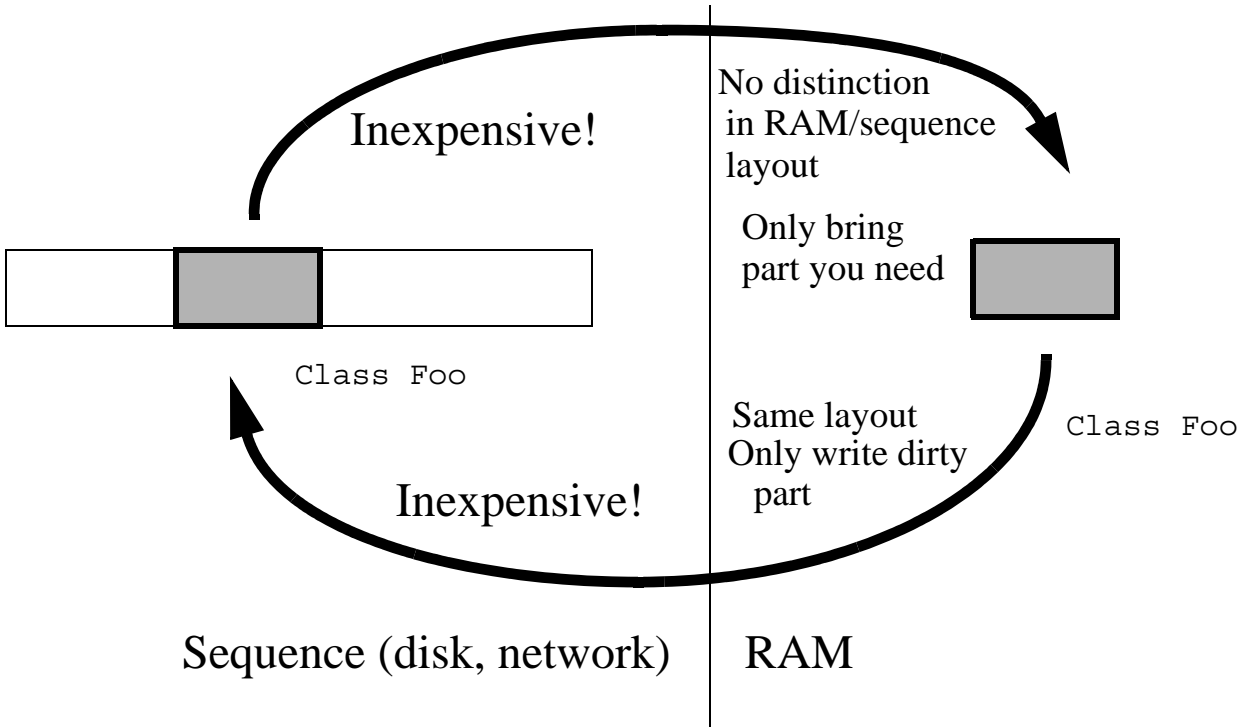 Inexpensive!
No distinction
in RAM/sequence
layout
Only bring
part you need
Class Foo
Same layout
Only write dirty
part
Class Foo
Inexpensive!
Sequence (disk, network)
RAM